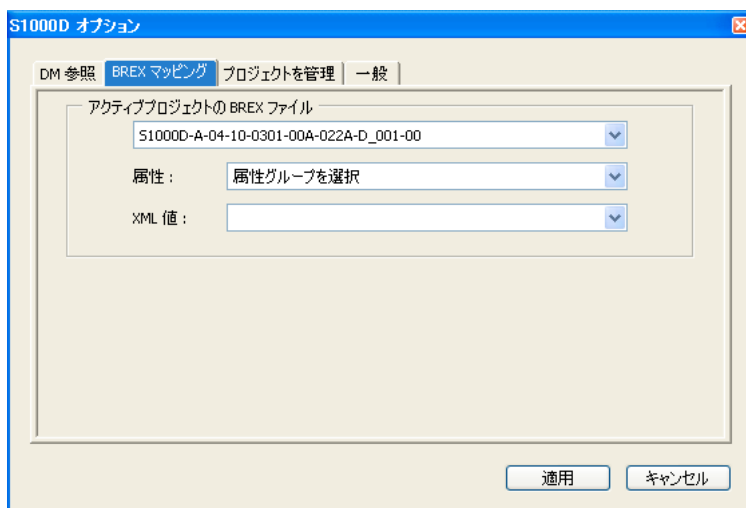 S1000D オプション
DM 参照 BREX マッピング プロジェクトを管理 一般
アクティブプロジェクトの BREX ファイル
S1000D-A-04-10-0301-00A-022A-D_001-00
属性 : 属性グループを選択
XML 値 :
適用 キャンセル